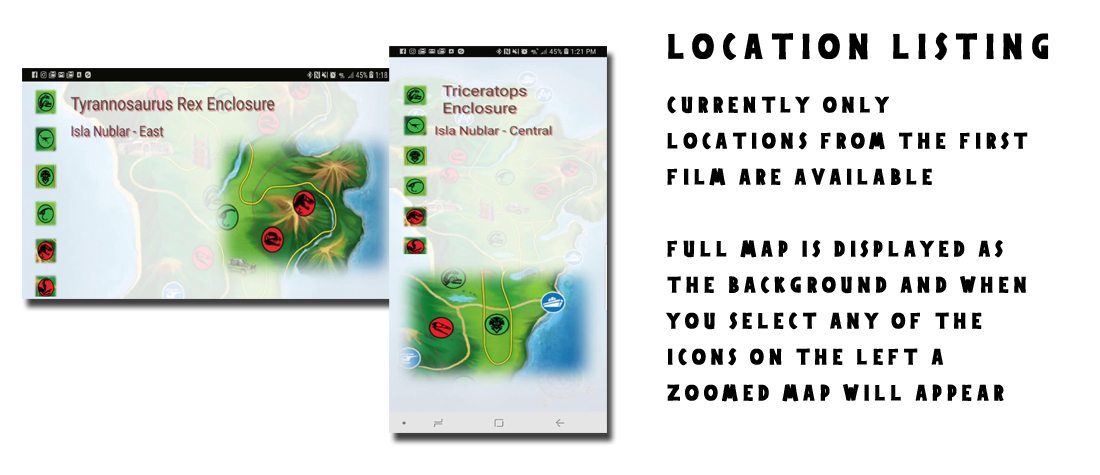 1:18
45%
Tyrannosaurus Rex Enclosure
Isla Nublar - East
45% 1:21 PM
Triceratops
Enclosure
Isla Nublar - Central
LOCATION LISTING
CURRENTLY ONLY
LOCATIONS FROM THE FIRST
FILM ARE AVAILABLE
FULL MAP IS DISPLAYED AS
THE BACKGROUND AND WHEN
YOU SELECT ANY OF THE
ICONS ON THE LEFT A
ZOOMED MAP WILL APPEAR